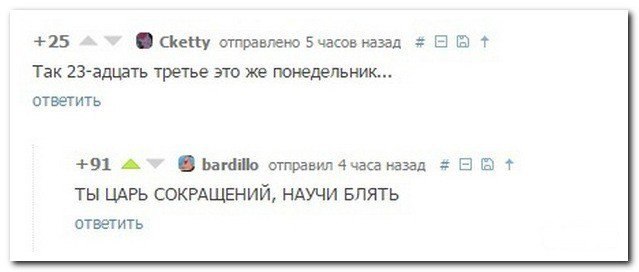 +25 Cketty отправлено 5 часов назад #
Так 23-адцать третье это же понедельник...
ответить
+91 bardillo отправил 4 часа назад #
ТЫ ЦАРЬ СОКРАЩЕНИЙ, НАУЧИ БЛЯТЬ
ответить